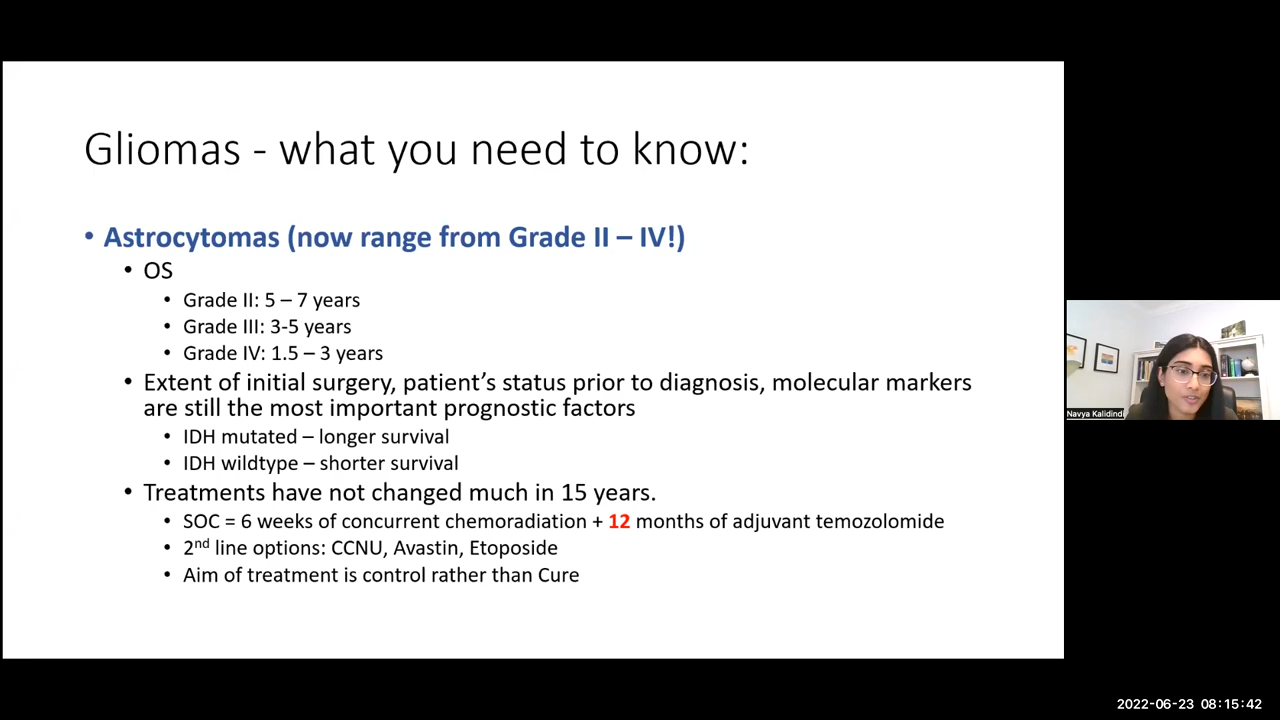 Gliomas - what you need to know:
• Astrocytomas (now range from Grade II – IV!)
• OS
• Grade II: 5 – 7 years
• Grade III: 3-5 years
• Grade IV: 1.5 – 3 years
• Extent of initial surgery, patient's status prior to diagnosis, molecular markers
are still the most important prognostic factors
• IDH mutated – longer survival
• IDH wildtype – shorter survival
• Treatments have not changed much in 15 years.
• SOC = 6 weeks of concurrent chemoradiation + 12 months of adjuvant temozolomide
• 2nd line options: CCNU, Avastin, Etoposide
• Aim of treatment is control rather than Cure
Navya Kalidindi
2022-06-23 08:15:42